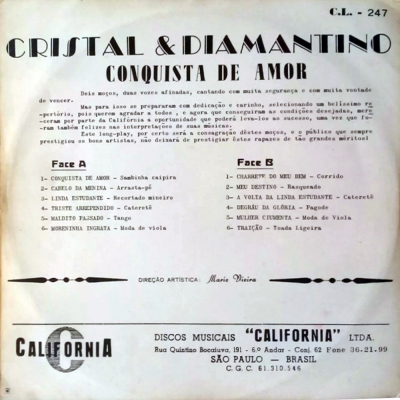 C.L. - 247
CRISTAL & DIAMANTINO
CONQUISTA DE AMOR
Deis moços, duas vozes afinadas, cantando com muita segurança e com muita vontade
de vencer.
Mas para isso se prepararam com dedicação e carinho, selecionando um belíssimo re-
pertório, pois querem agradar a todos, e agora que conseguiram as condições desejadas, mere-
ceram por parte da Califórnia a oportunidade que poderá leva-los ao sucesso, uma vez que fo-
ram também felizes nas interpretações de suas músicas.
Este long-play, por certo será a consagração dêstes moços, e o público que sempre
prestigiou os bons artistas, não deixará de prestigiar êstes rapazes de tão grandes méritos!
Face A
1- CONQUISTA DE AMOR - Sambinha caipira
2- CABELO DA MENINA - Arrasta-pé
3- LINDA ESTUDANTE - Recortado mineiro
4- TRISTE ARREPENDIDO - Cateretê
5- MALDITO PASSADO - Tango
6- MORENINHA INGRATA - Moda de viola
Face B
1- CHARRETE DO MEU BEM - Corrido
2- MEU DESTINO - Rasqueado
3- A VOLTA DA LINDA ESTUDANTE - Cateretê
4- DEGRÁU DA GLÓRIA - Pagode
5- MULHER CIUMENTA - Moda de Viola
6- TRAIÇÃO - Toada Ligeira
DIREÇÃO ARTÍSTICA: Mario Vieira
CALIFORNIA
DISCOS MUSICAIS "CALIFORNIA" LTDA.
Rua Quintino Bocaiuva, 191 - 6.º Andar - Conj. 62 Fone 36.21.99
SÃO PAULO - BRASIL
C.G.C. 61.310.546